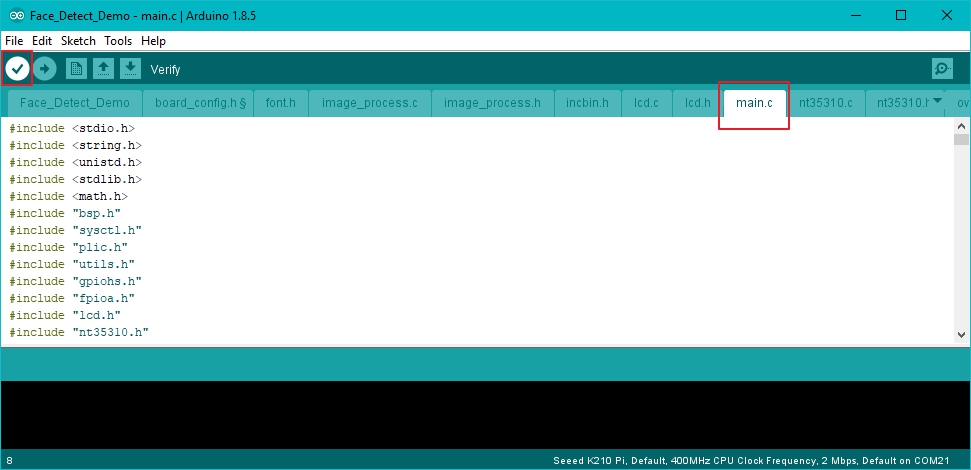 Face_Detect_Demo - main.c | Arduino 1.8.5
File Edit Sketch Tools Help
Verify
Face_Detect_Demo board_config.h § font.h image_process.c image_process.h incbin.h lcd.c lcd.h main.c nt35310.c nt35310.h ov
#include <stdio.h>
#include <string.h>
#include <unistd.h>
#include <stdlib.h>
#include <math.h>
#include "bsp.h"
#include "sysctl.h"
#include "plic.h"
#include "utils.h"
#include "gpiohs.h"
#include "fpioa.h"
#include "lcd.h"
#include "nt35310.h"
8 Seeed K210 Pi, Default, 400MHz CPU Clock Frequency, 2 Mbps, Default on COM21